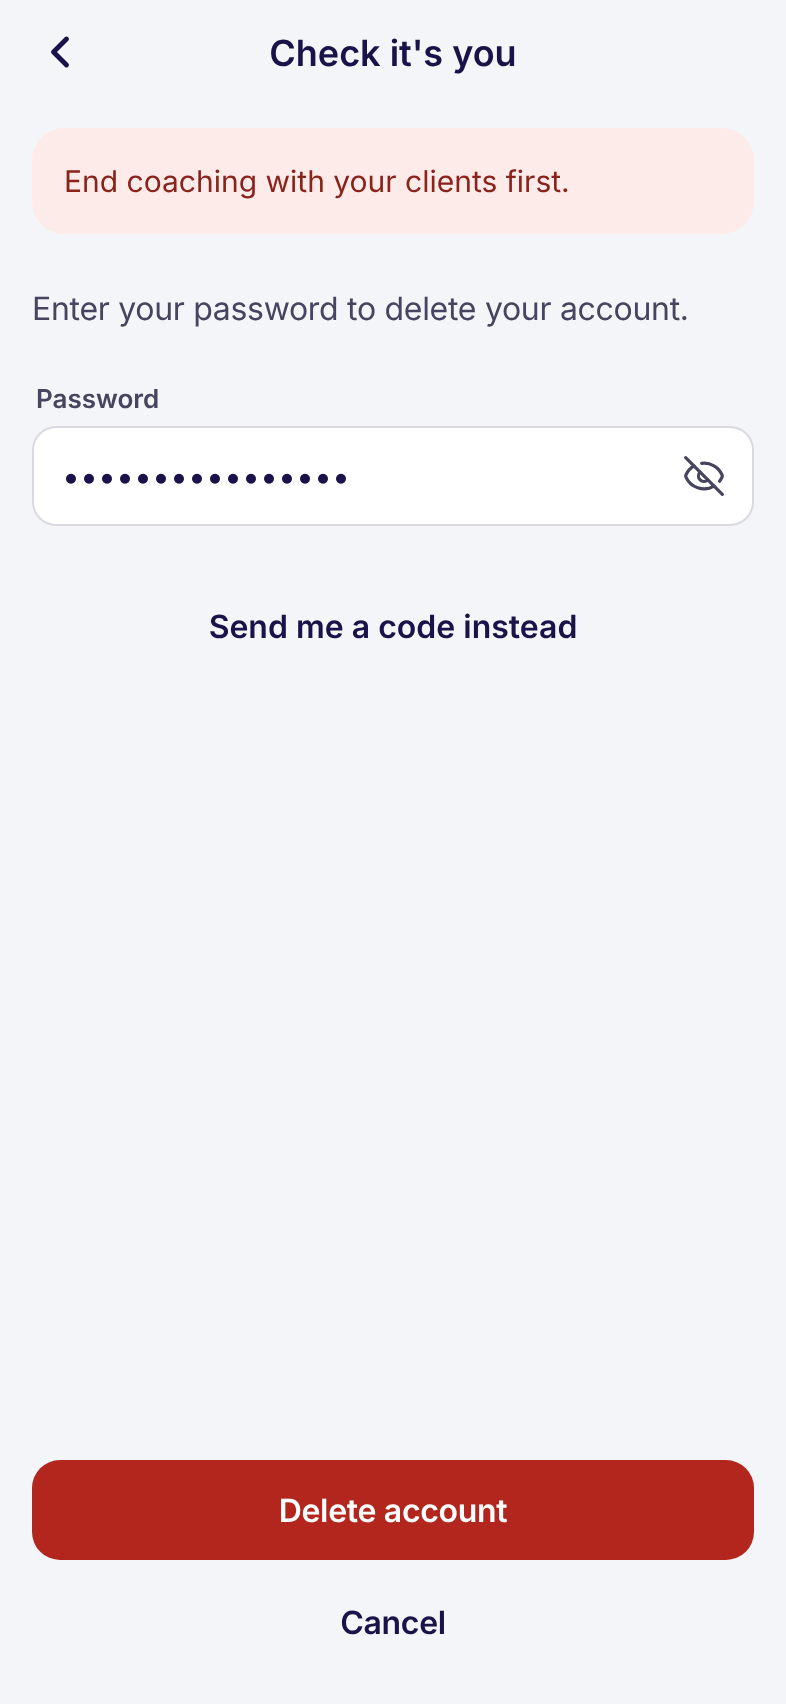 Check it's you
End coaching with your clients first.
Enter your password to delete your account.
Password
••••••••••••••••
Send me a code instead
Delete account
Cancel